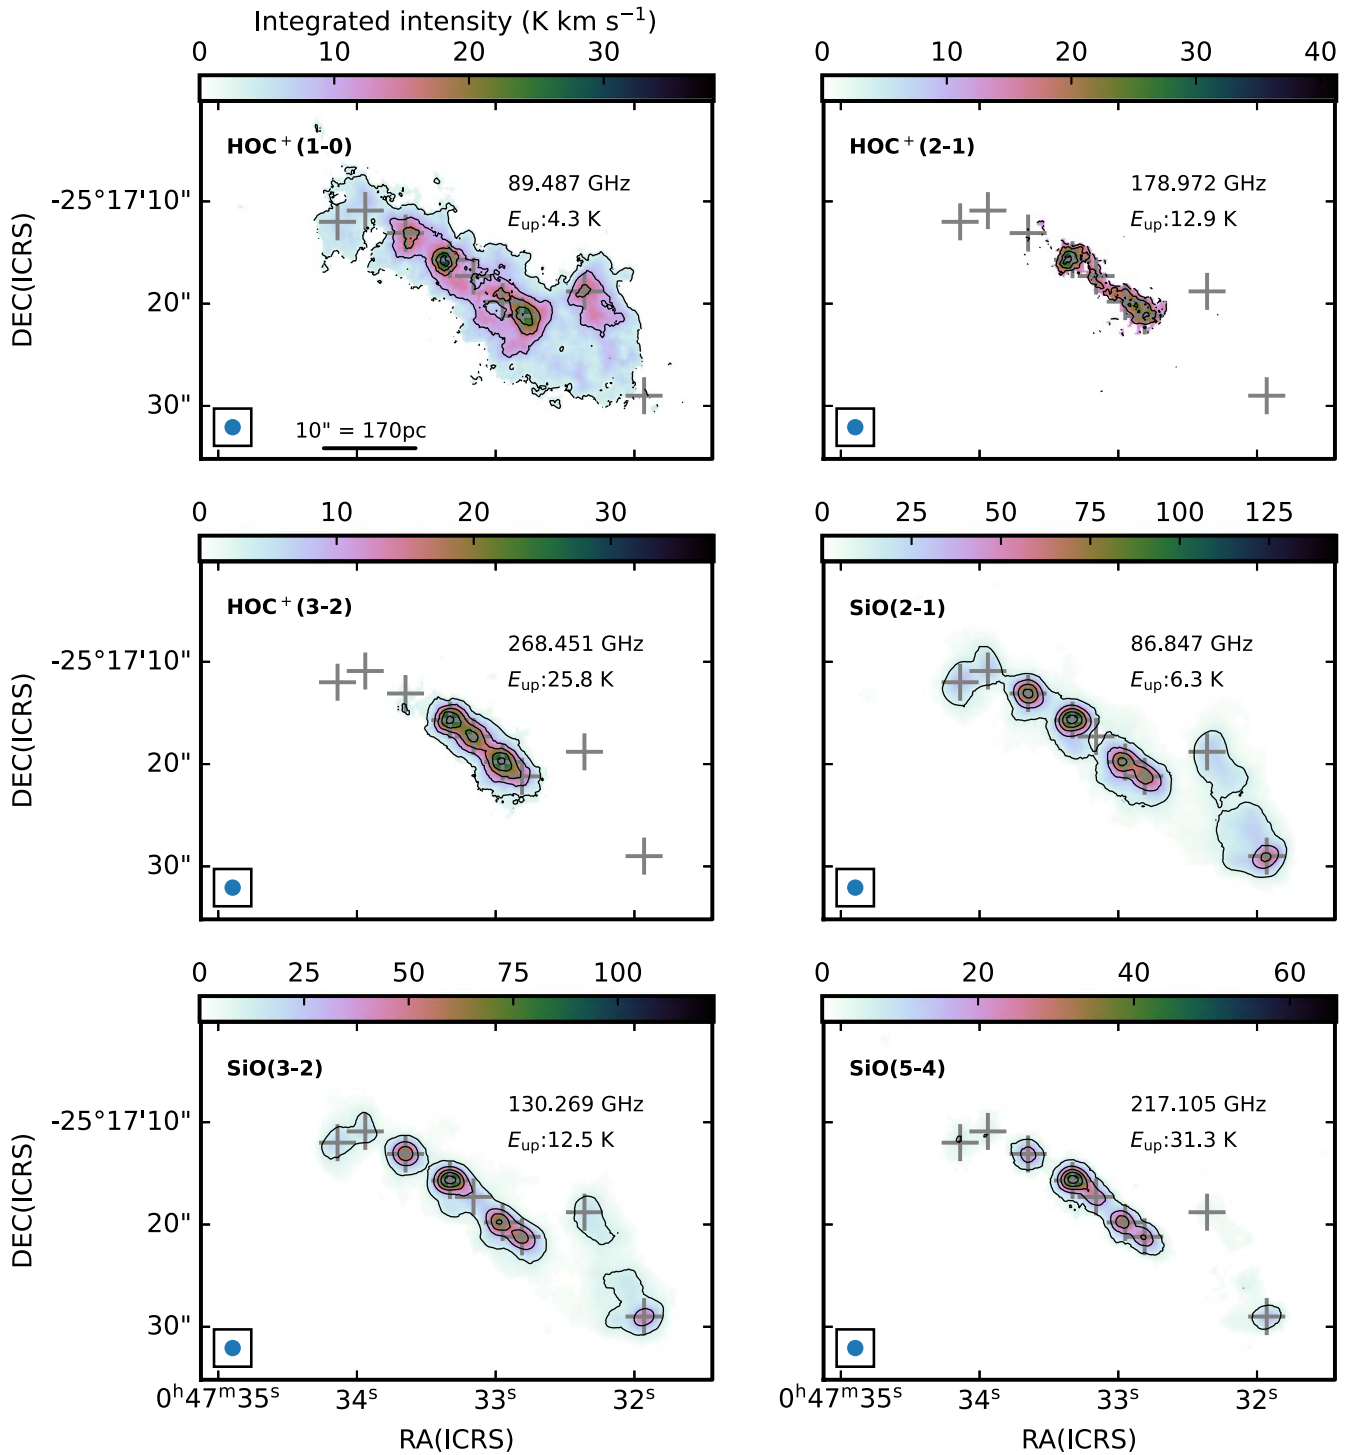 Integrated intensity (K km s⁻¹)
0 10 20 30
0 10 20 30 40
HOC⁺(1-0)
89.487 GHz
E_up:4.3 K
HOC⁺(2-1)
178.972 GHz
E_up:12.9 K
DEC(ICRS)
-25°17'10"
20"
30"
10" = 170pc
0 10 20 30
0 25 50 75 100 125
HOC⁺(3-2)
268.451 GHz
E_up:25.8 K
SiO(2-1)
86.847 GHz
E_up:6.3 K
DEC(ICRS)
-25°17'10"
20"
30"
0 25 50 75 100
0 20 40 60
SiO(3-2)
130.269 GHz
E_up:12.5 K
SiO(5-4)
217.105 GHz
E_up:31.3 K
DEC(ICRS)
-25°17'10"
20"
30"
0ʰ47ᵐ35ˢ 34ˢ 33ˢ 32ˢ
0ʰ47ᵐ35ˢ 34ˢ 33ˢ 32ˢ
RA(ICRS)
RA(ICRS)